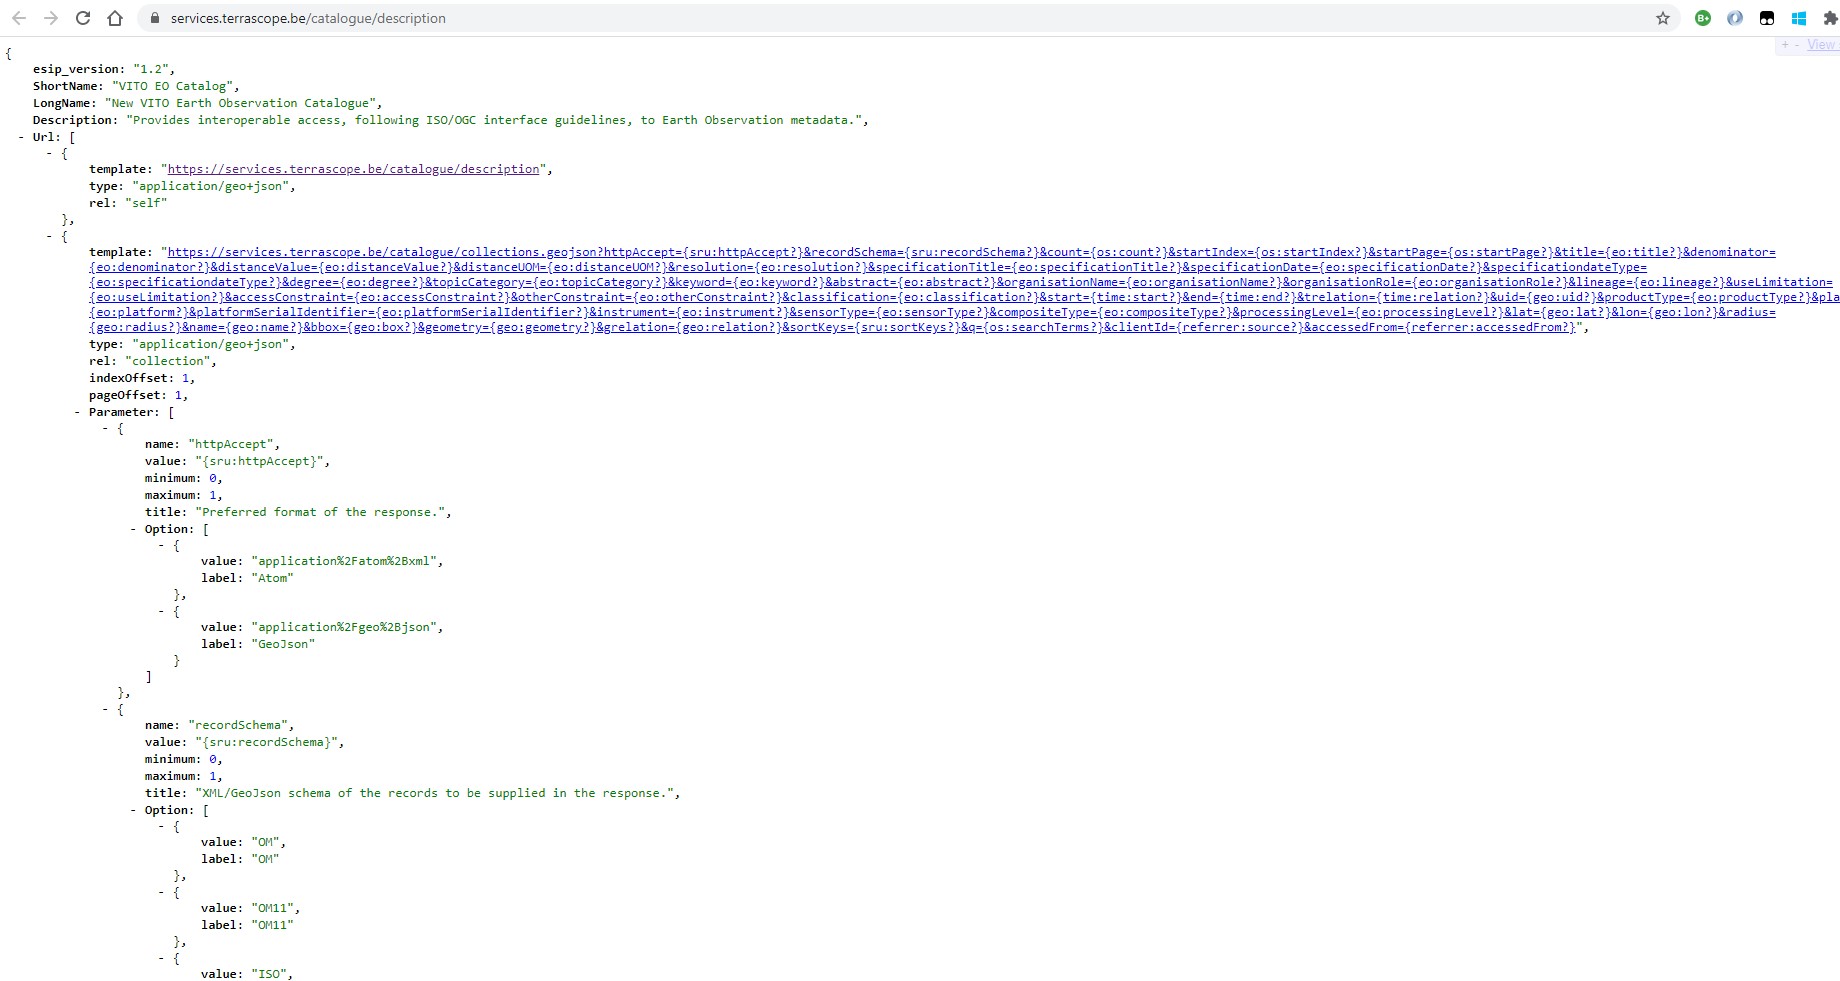 services.terrascope.be/catalogue/description
+ - View
{
esip_version: "1.2",
ShortName: "VITO EO Catalog",
LongName: "New VITO Earth Observation Catalogue",
Description: "Provides interoperable access, following ISO/OGC interface guidelines, to Earth Observation metadata.",
- Url: [
- {
template: "https://services.terrascope.be/catalogue/description",
type: "application/geo+json",
rel: "self"
},
- {
template: "https://services.terrascope.be/catalogue/collections.geojson?httpAccept={sru:httpAccept?}&recordSchema={sru:recordSchema?}&count={os:count?}&startIndex={os:startIndex?}&startPage={os:startPage?}&title={eo:title?}&denominator=
{eo:denominator?}&distanceValue={eo:distanceValue?}&distanceUOM={eo:distanceUOM?}&resolution={eo:resolution?}&specificationTitle={eo:specificationTitle?}&specificationDate={eo:specificationDate?}&specificationdateType=
{eo:specificationdateType?}&degree={eo:degree?}&topicCategory={eo:topicCategory?}&keyword={eo:keyword?}&abstract={eo:abstract?}&organisationName={eo:organisationName?}&organisationRole={eo:organisationRole?}&lineage={eo:lineage?}&useLimitation=
{eo:useLimitation?}&accessConstraint={eo:accessConstraint?}&otherConstraint={eo:otherConstraint?}&classification={eo:classification?}&start={time:start?}&end={time:end?}&trelation={time:relation?}&uid={geo:uid?}&productType={eo:productType?}&pla
{eo:platform?}&platformSerialIdentifier={eo:platformSerialIdentifier?}&instrument={eo:instrument?}&sensorType={eo:sensorType?}&compositeType={eo:compositeType?}&processingLevel={eo:processingLevel?}&lat={geo:lat?}&lon={geo:lon?}&radius=
{geo:radius?}&name={geo:name?}&bbox={geo:box?}&geometry={geo:geometry?}&grelation={geo:relation?}&sortKeys={sru:sortKeys?}&q={os:searchTerms?}&clientId={referrer:source?}&accessedFrom={referrer:accessedFrom?}",
type: "application/geo+json",
rel: "collection",
indexOffset: 1,
pageOffset: 1,
- Parameter: [
- {
name: "httpAccept",
value: "{sru:httpAccept}",
minimum: 0,
maximum: 1,
title: "Preferred format of the response.",
- Option: [
- {
value: "application%2Fatom%2Bxml",
label: "Atom"
},
- {
value: "application%2Fgeo%2Bjson",
label: "GeoJson"
}
]
},
- {
name: "recordSchema",
value: "{sru:recordSchema}",
minimum: 0,
maximum: 1,
title: "XML/GeoJson schema of the records to be supplied in the response.",
- Option: [
- {
value: "OM",
label: "OM"
},
- {
value: "OM11",
label: "OM11"
},
- {
value: "ISO",